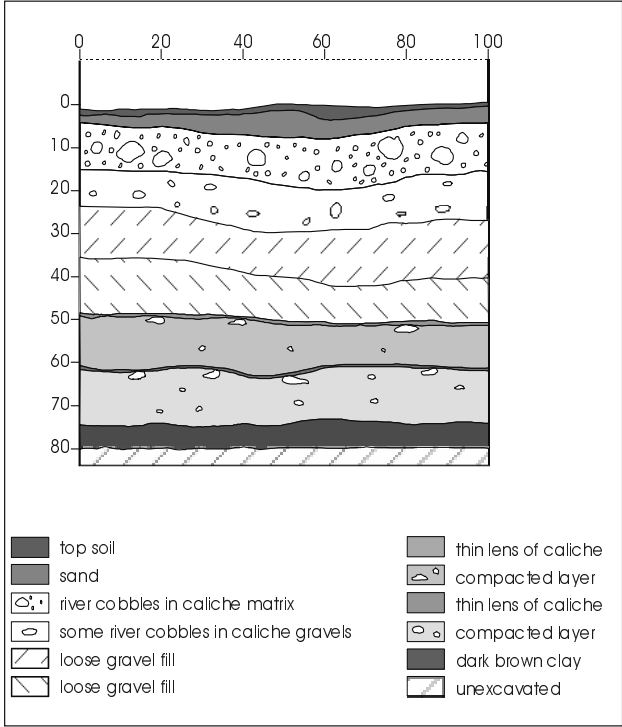 0 20 40 60 80 100
0
10
20
30
40
50
60
70
80
top soil
sand
river cobbles in caliche matrix
some river cobbles in caliche gravels
loose gravel fill
loose gravel fill
thin lens of caliche
compacted layer
thin lens of caliche
compacted layer
dark brown clay
unexcavated